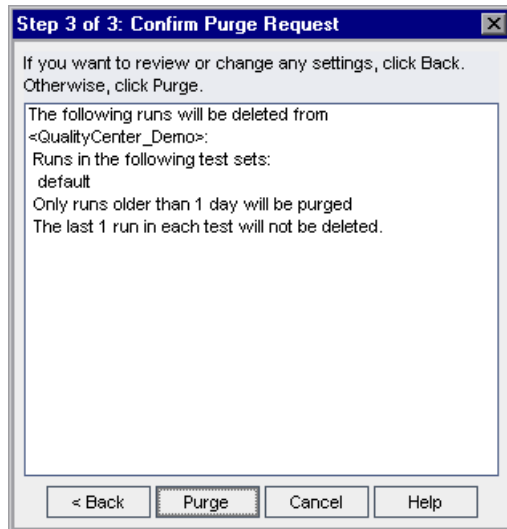 Step 3 of 3: Confirm Purge Request
If you want to review or change any settings, click Back.
Otherwise, click Purge.
The following runs will be deleted from
<QualityCenter_Demo>:
Runs in the following test sets:
default
Only runs older than 1 day will be purged
The last 1 run in each test will not be deleted.
< Back
Purge
Cancel
Help